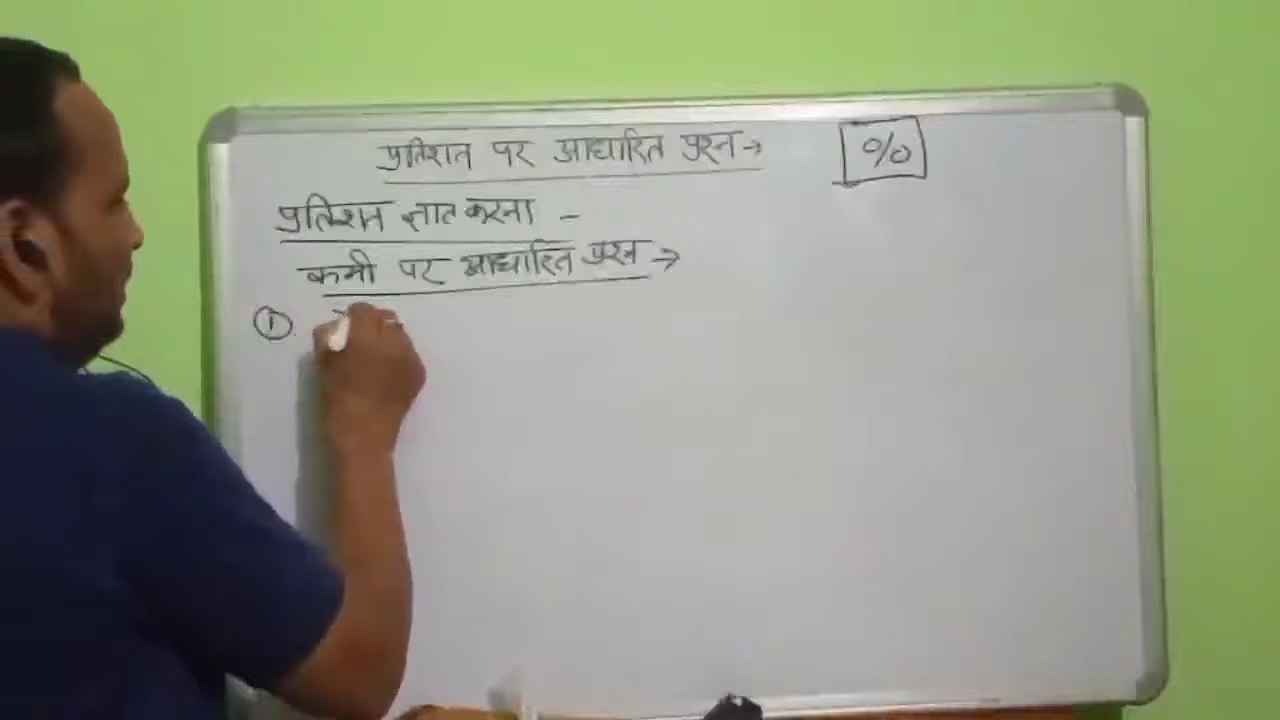 प्रतिशत पर आधारित प्रश्न→ %
प्रतिशत ज्ञात करना -
कमी पर आधारित प्रश्न →
①.